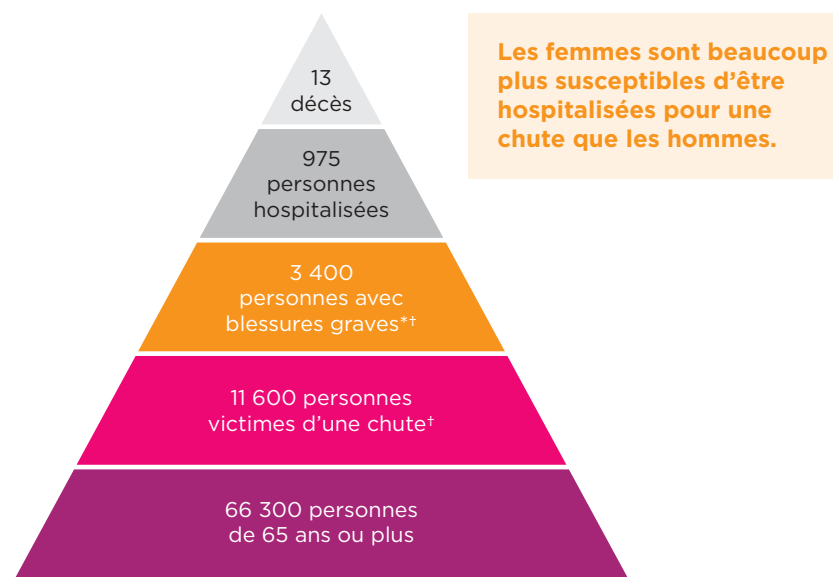 13
décès
975
personnes
hospitalisées
3 400
personnes avec
blessures graves*†
11 600 personnes
victimes d’une chute†
66 300 personnes
de 65 ans ou plus
Les femmes sont beaucoup
plus susceptibles d’être
hospitalisées pour une
chute que les hommes.